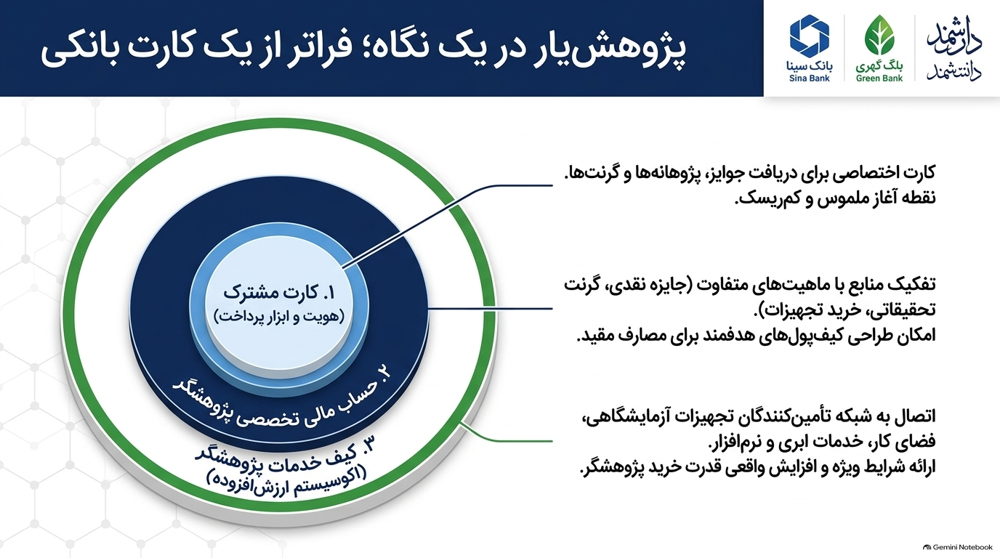 پژوهش‌یار در یک نگاه؛ فراتر از یک کارت بانکی
بانک سینا
Sina Bank
بلگ گهری
Green Bank
کارت اختصاصی برای دریافت جوایز، پژوهانه‌ها و گرنت‌ها.
نقطه آغاز ملموس و کم‌ریسک.
۱. کارت مشترک
(هویت و ابزار پرداخت)
تفکیک منابع با ماهیت‌های متفاوت (جایزه نقدی، گرنت
تحقیقاتی، خرید تجهیزات).
امکان طراحی کیف‌پول‌های هدفمند برای مصارف مقید.
۲. حساب مالی تخصصی پژوهشگر
اتصال به شبکه تأمین‌کنندگان تجهیزات آزمایشگاهی،
فضای کار، خدمات ابری و نرم‌افزار.
ارائه شرایط ویژه و افزایش واقعی قدرت خرید پژوهشگر.
۳. کیف خدمات پژوهشگر
(اکوسیستم ارزش‌افزوده)
Gemini Notebook